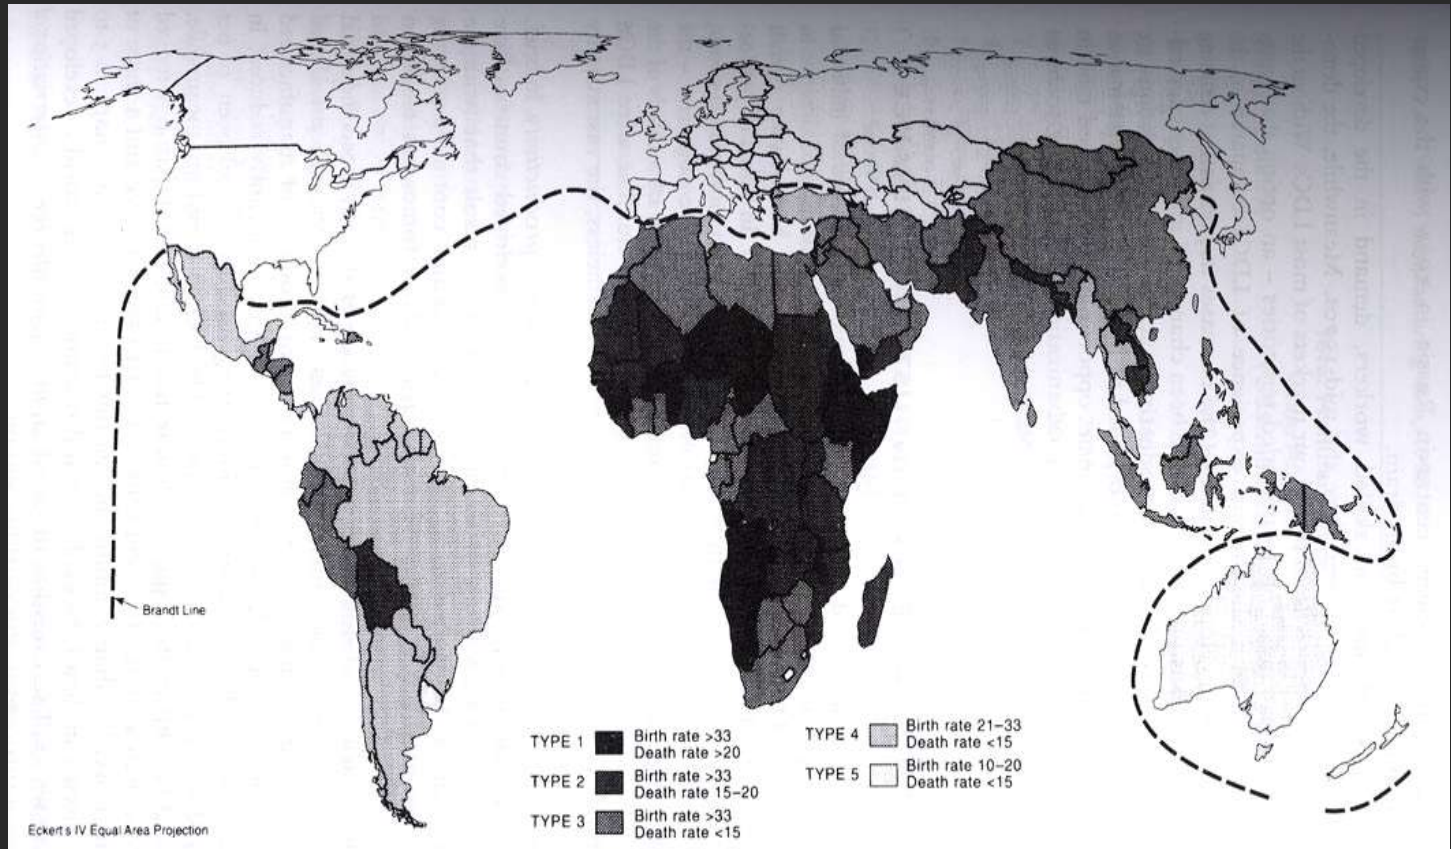 Brandt Line
TYPE 1
Birth rate >33
Death rate >20
TYPE 2
Birth rate >33
Death rate 15–20
TYPE 3
Birth rate >33
Death rate <15
TYPE 4
Birth rate 21–33
Death rate <15
TYPE 5
Birth rate 10–20
Death rate <15
Eckert's IV Equal Area Projection